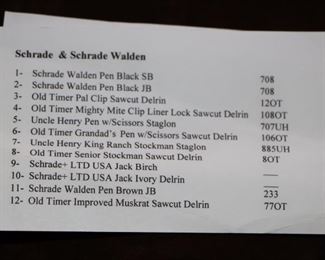 Schrade & Schrade Walden
1- Schrade Walden Pen Black SB 708
2- Schrade Walden Pen Black JB 708
3- Old Timer Pal Clip Sawcut Delrin 12OT
4- Old Timer Mighty Mite Clip Liner Lock Sawcut Delrin 108OT
5- Uncle Henry Pen w/Scissors Staglon 707UH
6- Old Timer Grandad's Pen w/Scissors Sawcut Delrin 106OT
7- Uncle Henry King Ranch Stockman Staglon 885UH
8- Old Timer Senior Stockman Sawcut Delrin 8OT
9- Schrade+ LTD USA Jack Birch ___
10- Schrade+ LTD USA Jack Ivory Delrin ___
11- Schrade Walden Pen Brown JB 233
12- Old Timer Improved Muskrat Sawcut Delrin 77OT